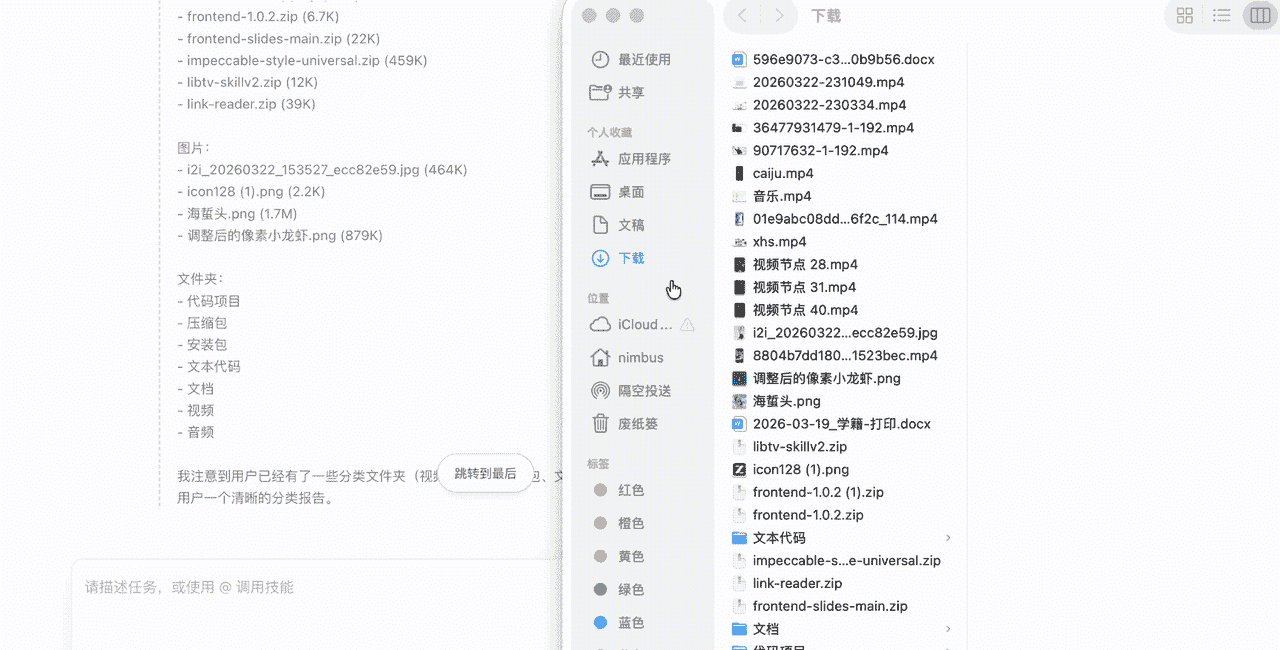 - frontend-1.0.2.zip (6.7K)
- frontend-slides-main.zip (22K)
- impeccable-style-universal.zip (459K)
- libtv-skillv2.zip (12K)
- link-reader.zip (39K)
图片：
- i2i_20260322_153527_ecc82e59.jpg (464K)
- icon128 (1).png (2.2K)
- 海蜇头.png (1.7M)
- 调整后的像素小龙虾.png (879K)
文件夹：
- 代码项目
- 压缩包
- 安装包
- 文本代码
- 文档
- 视频
- 音频
我注意到用户已经有了一些分类文件夹（视
包、文
用户一个清晰的分类报告。
跳转到最后
请描述任务，或使用 @ 调用技能
最近使用
共享
个人收藏
应用程序
桌面
文稿
下载
位置
iCloud...
nimbus
隔空投送
废纸篓
标签
红色
橙色
黄色
绿色
蓝色
下载
596e9073-c3...0b9b56.docx
20260322-231049.mp4
20260322-230334.mp4
36477931479-1-192.mp4
90717632-1-192.mp4
caiju.mp4
音乐.mp4
01e9abc08dd...6f2c_114.mp4
xhs.mp4
视频节点 28.mp4
视频节点 31.mp4
视频节点 40.mp4
i2i_20260322...ecc82e59.jpg
8804b7dd180...1523bec.mp4
调整后的像素小龙虾.png
海蜇头.png
2026-03-19_学籍-打印.docx
libtv-skillv2.zip
icon128 (1).png
frontend-1.0.2 (1).zip
frontend-1.0.2.zip
文本代码
impeccable-s...e-universal.zip
link-reader.zip
frontend-slides-main.zip
文档
代码项目